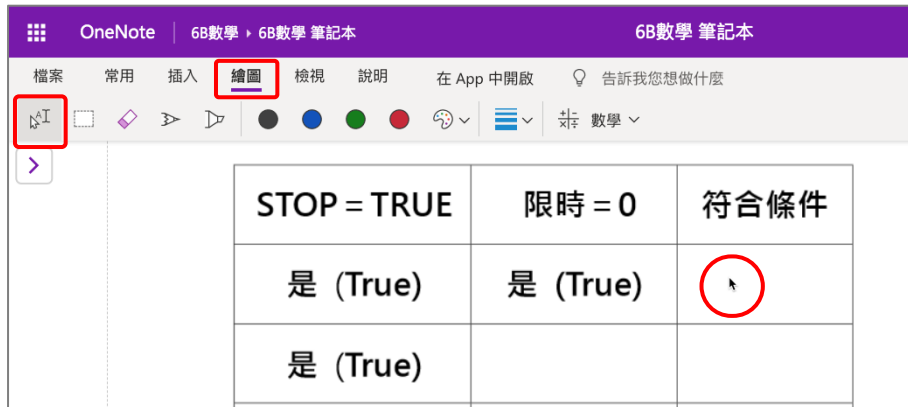 OneNote 6B數學 › 6B數學 筆記本 6B數學 筆記本
檔案 常用 插入 繪圖 檢視 說明 在 App 中開啟 告訴我您想做什麼
數學
STOP = TRUE 限時 = 0 符合條件
是 (True) 是 (True)
是 (True)